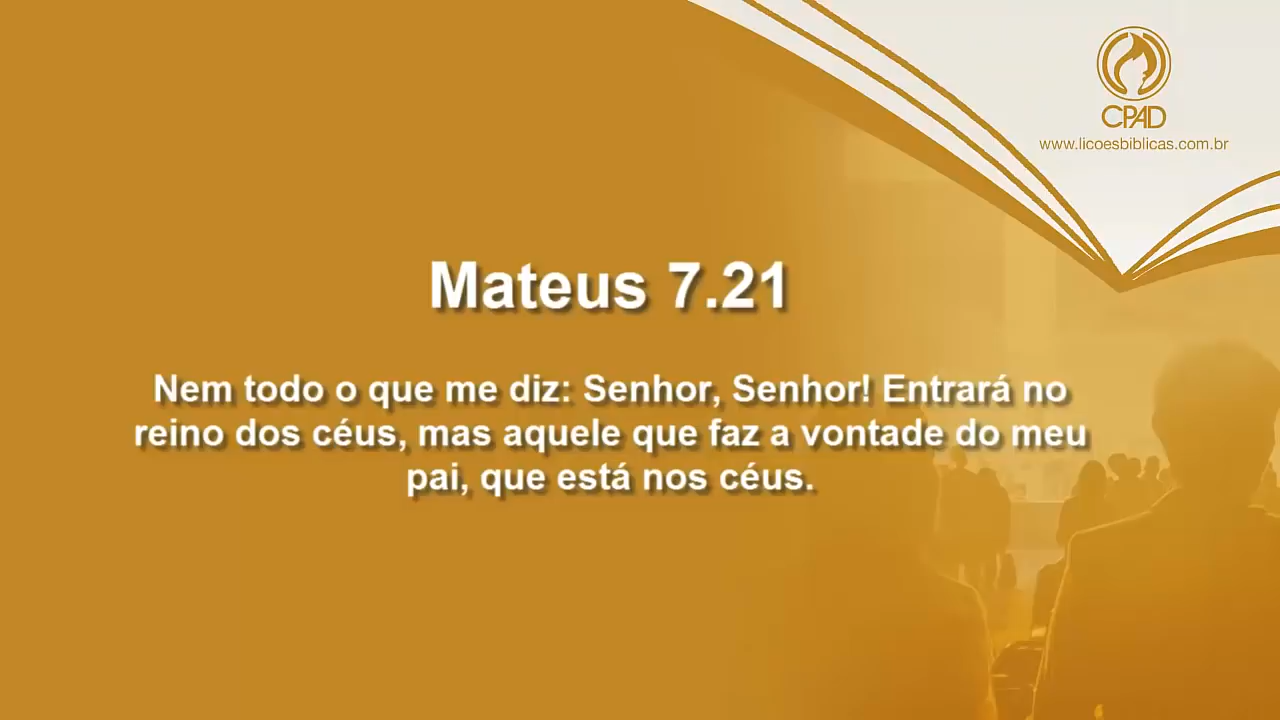 CPAD
www.licoesbiblicas.com.br
Mateus 7.21
Nem todo o que me diz: Senhor, Senhor! Entrará no
reino dos céus, mas aquele que faz a vontade do meu
pai, que está nos céus.